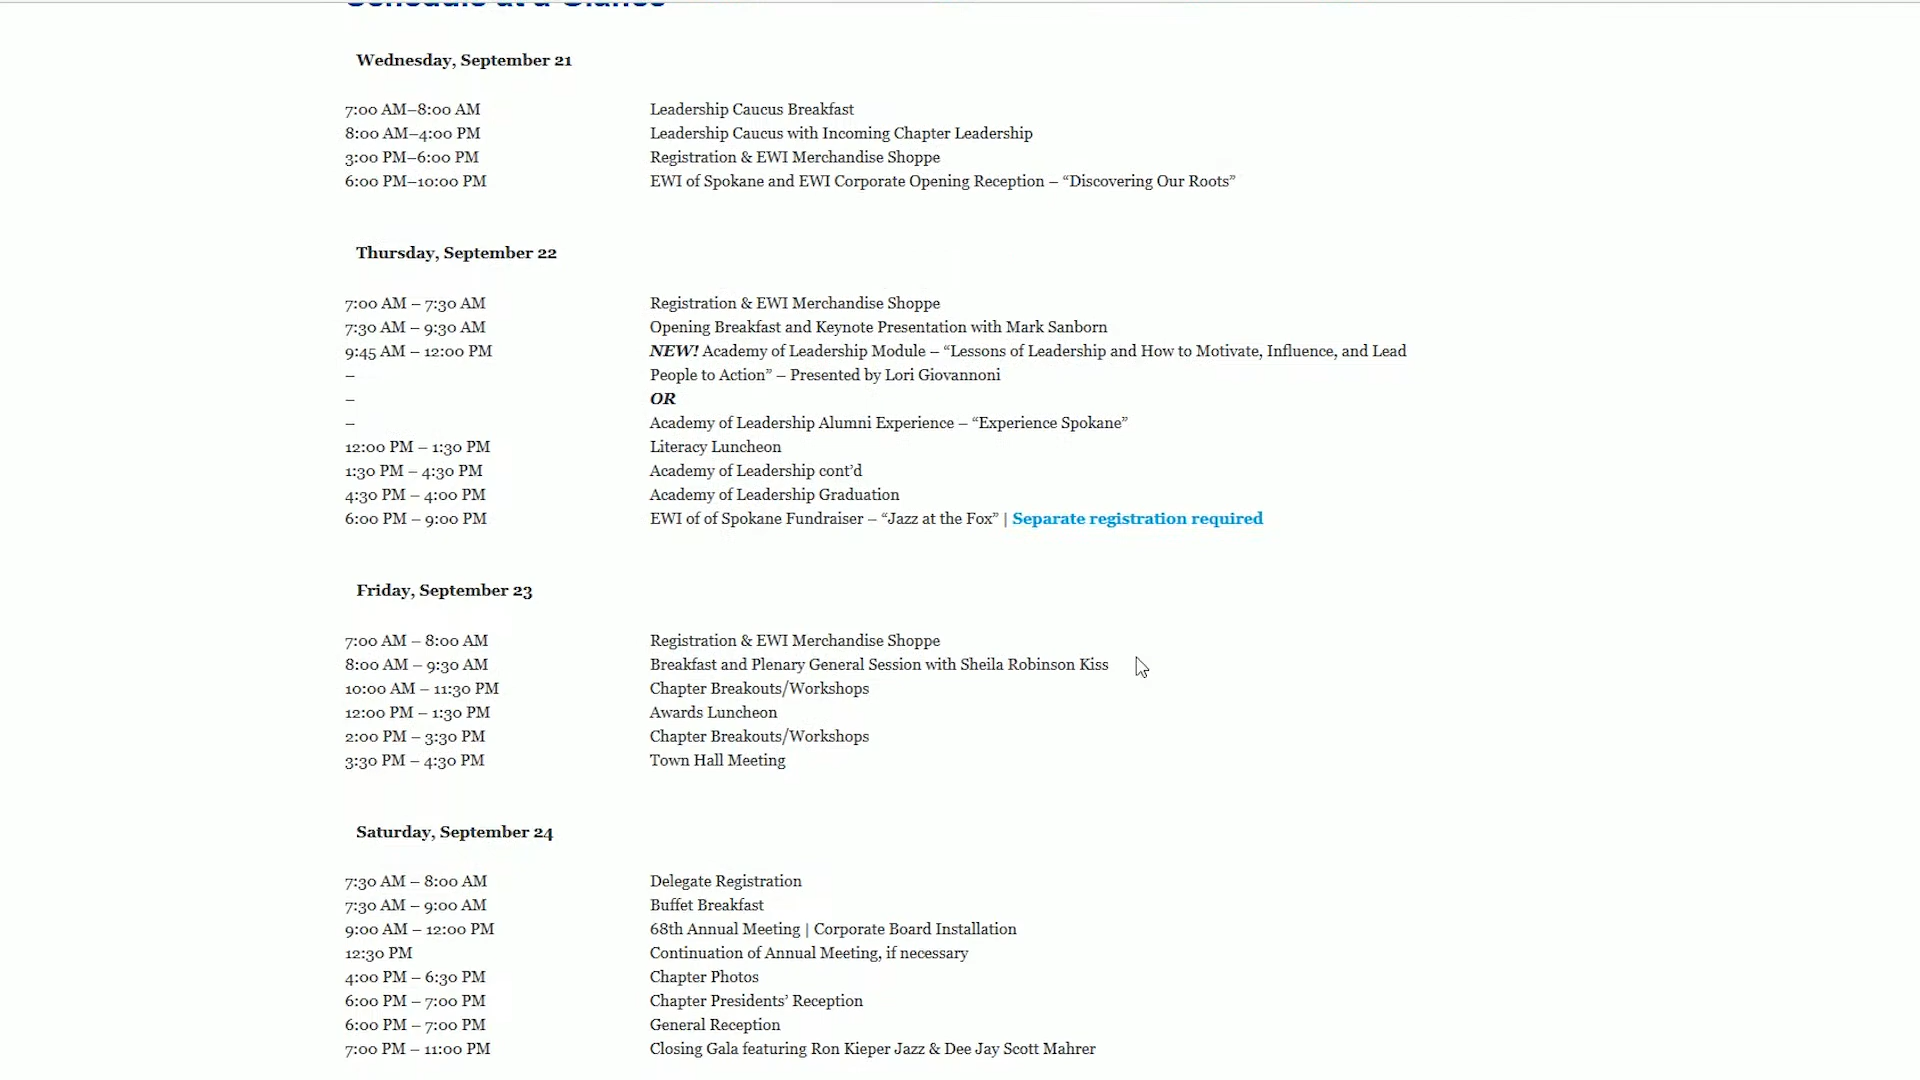 Schedule at a Glance
Wednesday, September 21
7:00 AM–8:00 AM Leadership Caucus Breakfast
8:00 AM–4:00 PM Leadership Caucus with Incoming Chapter Leadership
3:00 PM–6:00 PM Registration & EWI Merchandise Shoppe
6:00 PM–10:00 PM EWI of Spokane and EWI Corporate Opening Reception – “Discovering Our Roots”
Thursday, September 22
7:00 AM – 7:30 AM Registration & EWI Merchandise Shoppe
7:30 AM – 9:30 AM Opening Breakfast and Keynote Presentation with Mark Sanborn
9:45 AM – 12:00 PM NEW! Academy of Leadership Module – “Lessons of Leadership and How to Motivate, Influence, and Lead
– People to Action” – Presented by Lori Giovannoni
– OR
– Academy of Leadership Alumni Experience – “Experience Spokane”
12:00 PM – 1:30 PM Literacy Luncheon
1:30 PM – 4:30 PM Academy of Leadership cont’d
4:30 PM – 4:00 PM Academy of Leadership Graduation
6:00 PM – 9:00 PM EWI of of Spokane Fundraiser – “Jazz at the Fox” | Separate registration required
Friday, September 23
7:00 AM – 8:00 AM Registration & EWI Merchandise Shoppe
8:00 AM – 9:30 AM Breakfast and Plenary General Session with Sheila Robinson Kiss
10:00 AM – 11:30 PM Chapter Breakouts/Workshops
12:00 PM – 1:30 PM Awards Luncheon
2:00 PM – 3:30 PM Chapter Breakouts/Workshops
3:30 PM – 4:30 PM Town Hall Meeting
Saturday, September 24
7:30 AM – 8:00 AM Delegate Registration
7:30 AM – 9:00 AM Buffet Breakfast
9:00 AM – 12:00 PM 68th Annual Meeting | Corporate Board Installation
12:30 PM Continuation of Annual Meeting, if necessary
4:00 PM – 6:30 PM Chapter Photos
6:00 PM – 7:00 PM Chapter Presidents’ Reception
6:00 PM – 7:00 PM General Reception
7:00 PM – 11:00 PM Closing Gala featuring Ron Kieper Jazz & Dee Jay Scott Mahrer